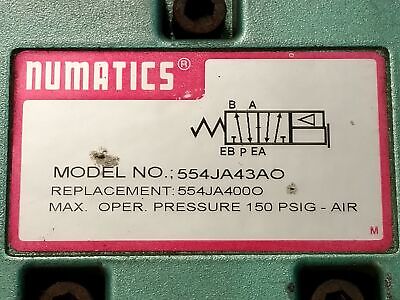 NUMATICS®
B A
EB P EA
MODEL NO.: 554JA43AO
REPLACEMENT: 554JA400O
MAX. OPER. PRESSURE 150 PSIG - AIR
M